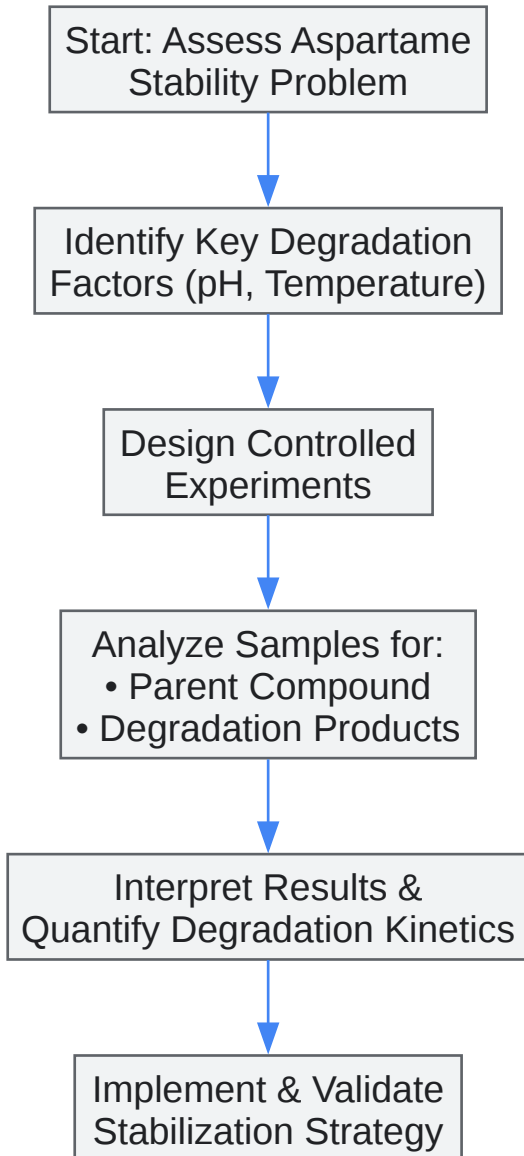 Start: Assess Aspartame
Stability Problem
Identify Key Degradation
Factors (pH, Temperature)
Design Controlled
Experiments
Analyze Samples for:
• Parent Compound
• Degradation Products
Interpret Results &
Quantify Degradation Kinetics
Implement & Validate
Stabilization Strategy